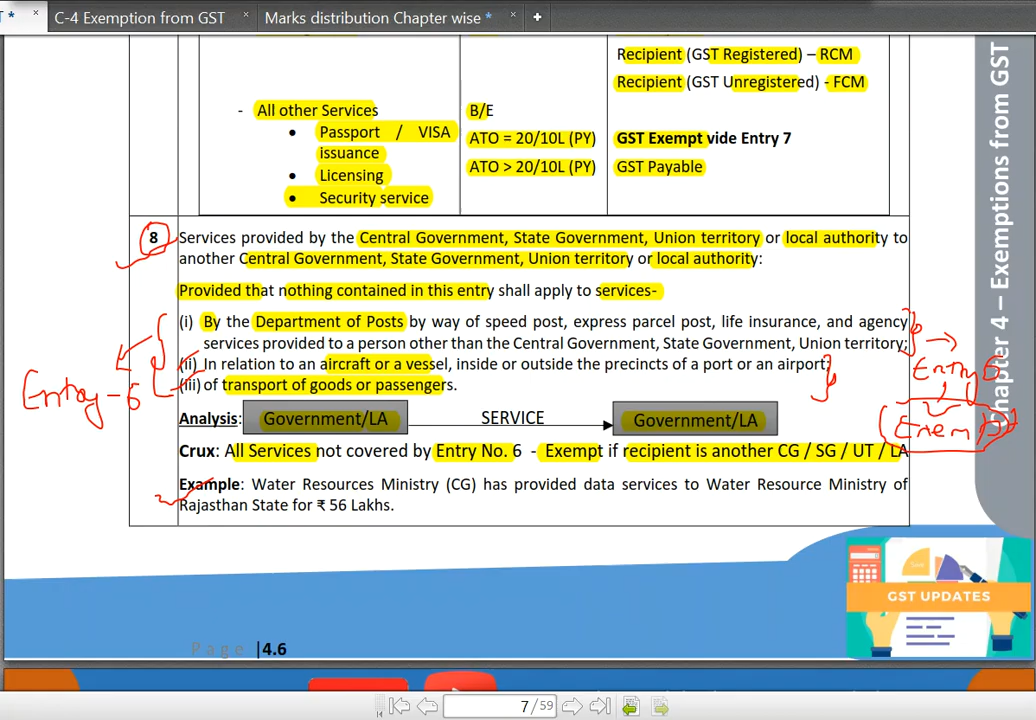 C-4 Exemption from GST
Marks distribution Chapter wise *
Recipient (GST Registered) – RCM
Recipient (GST Unregistered) - FCM
- All other Services B/E
• Passport / VISA ATO = 20/10L (PY) GST Exempt vide Entry 7
issuance
• Licensing ATO > 20/10L (PY) GST Payable
• Security service
8 Services provided by the Central Government, State Government, Union territory or local authority to
another Central Government, State Government, Union territory or local authority:
Provided that nothing contained in this entry shall apply to services-
(i) By the Department of Posts by way of speed post, express parcel post, life insurance, and agency
services provided to a person other than the Central Government, State Government, Union territory;
(ii) In relation to an aircraft or a vessel, inside or outside the precincts of a port or an airport;
(iii) of transport of goods or passengers.
Entry-6
Entry 6
Analysis: Government/LA SERVICE Government/LA
Exempt
Crux: All Services not covered by Entry No. 6 - Exempt if recipient is another CG / SG / UT / LA
Example: Water Resources Ministry (CG) has provided data services to Water Resource Ministry of
Rajasthan State for ₹ 56 Lakhs.
Chapter 4 – Exemptions from GST
GST UPDATES
Page |4.6
7 / 59